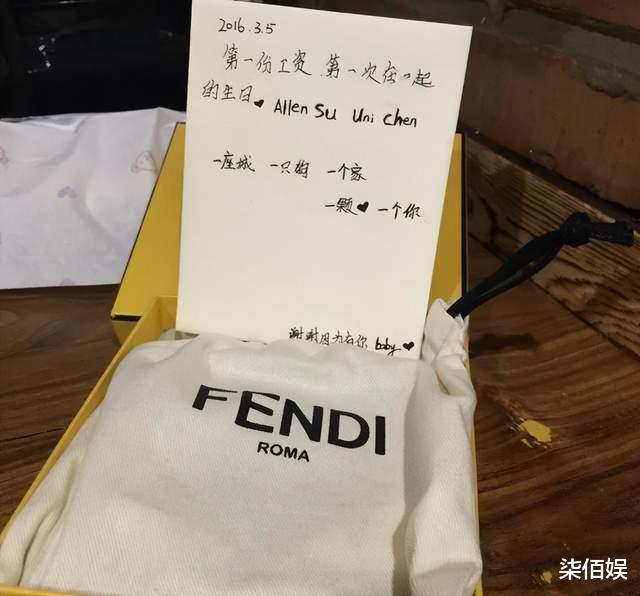 2016.3.5
第一份工资、第一次在一起
的生日❤ Allen Su Uni Chen
一座城 一只狗 一个家
一颗❤ 一个你
谢谢因为有你 baby ❤
FENDI
ROMA
柒佰娱